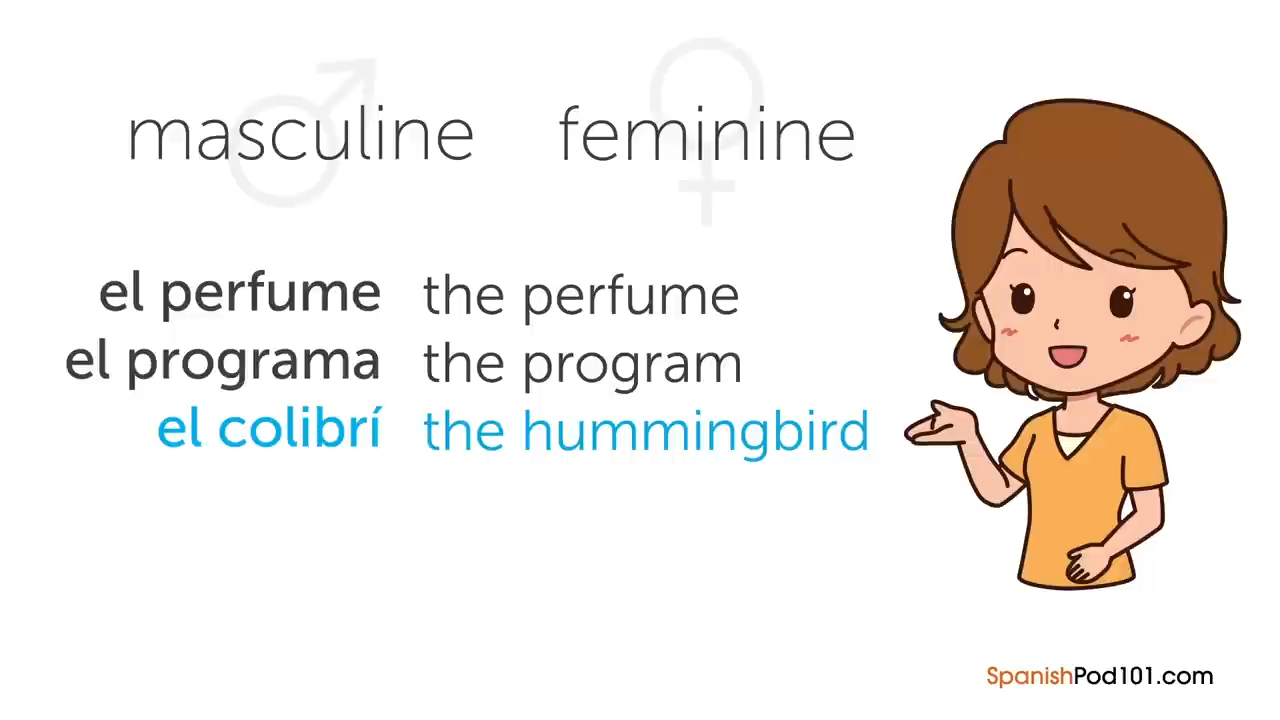 masculine feminine
el perfume the perfume
el programa the program
el colibrí the hummingbird
SpanishPod101.com